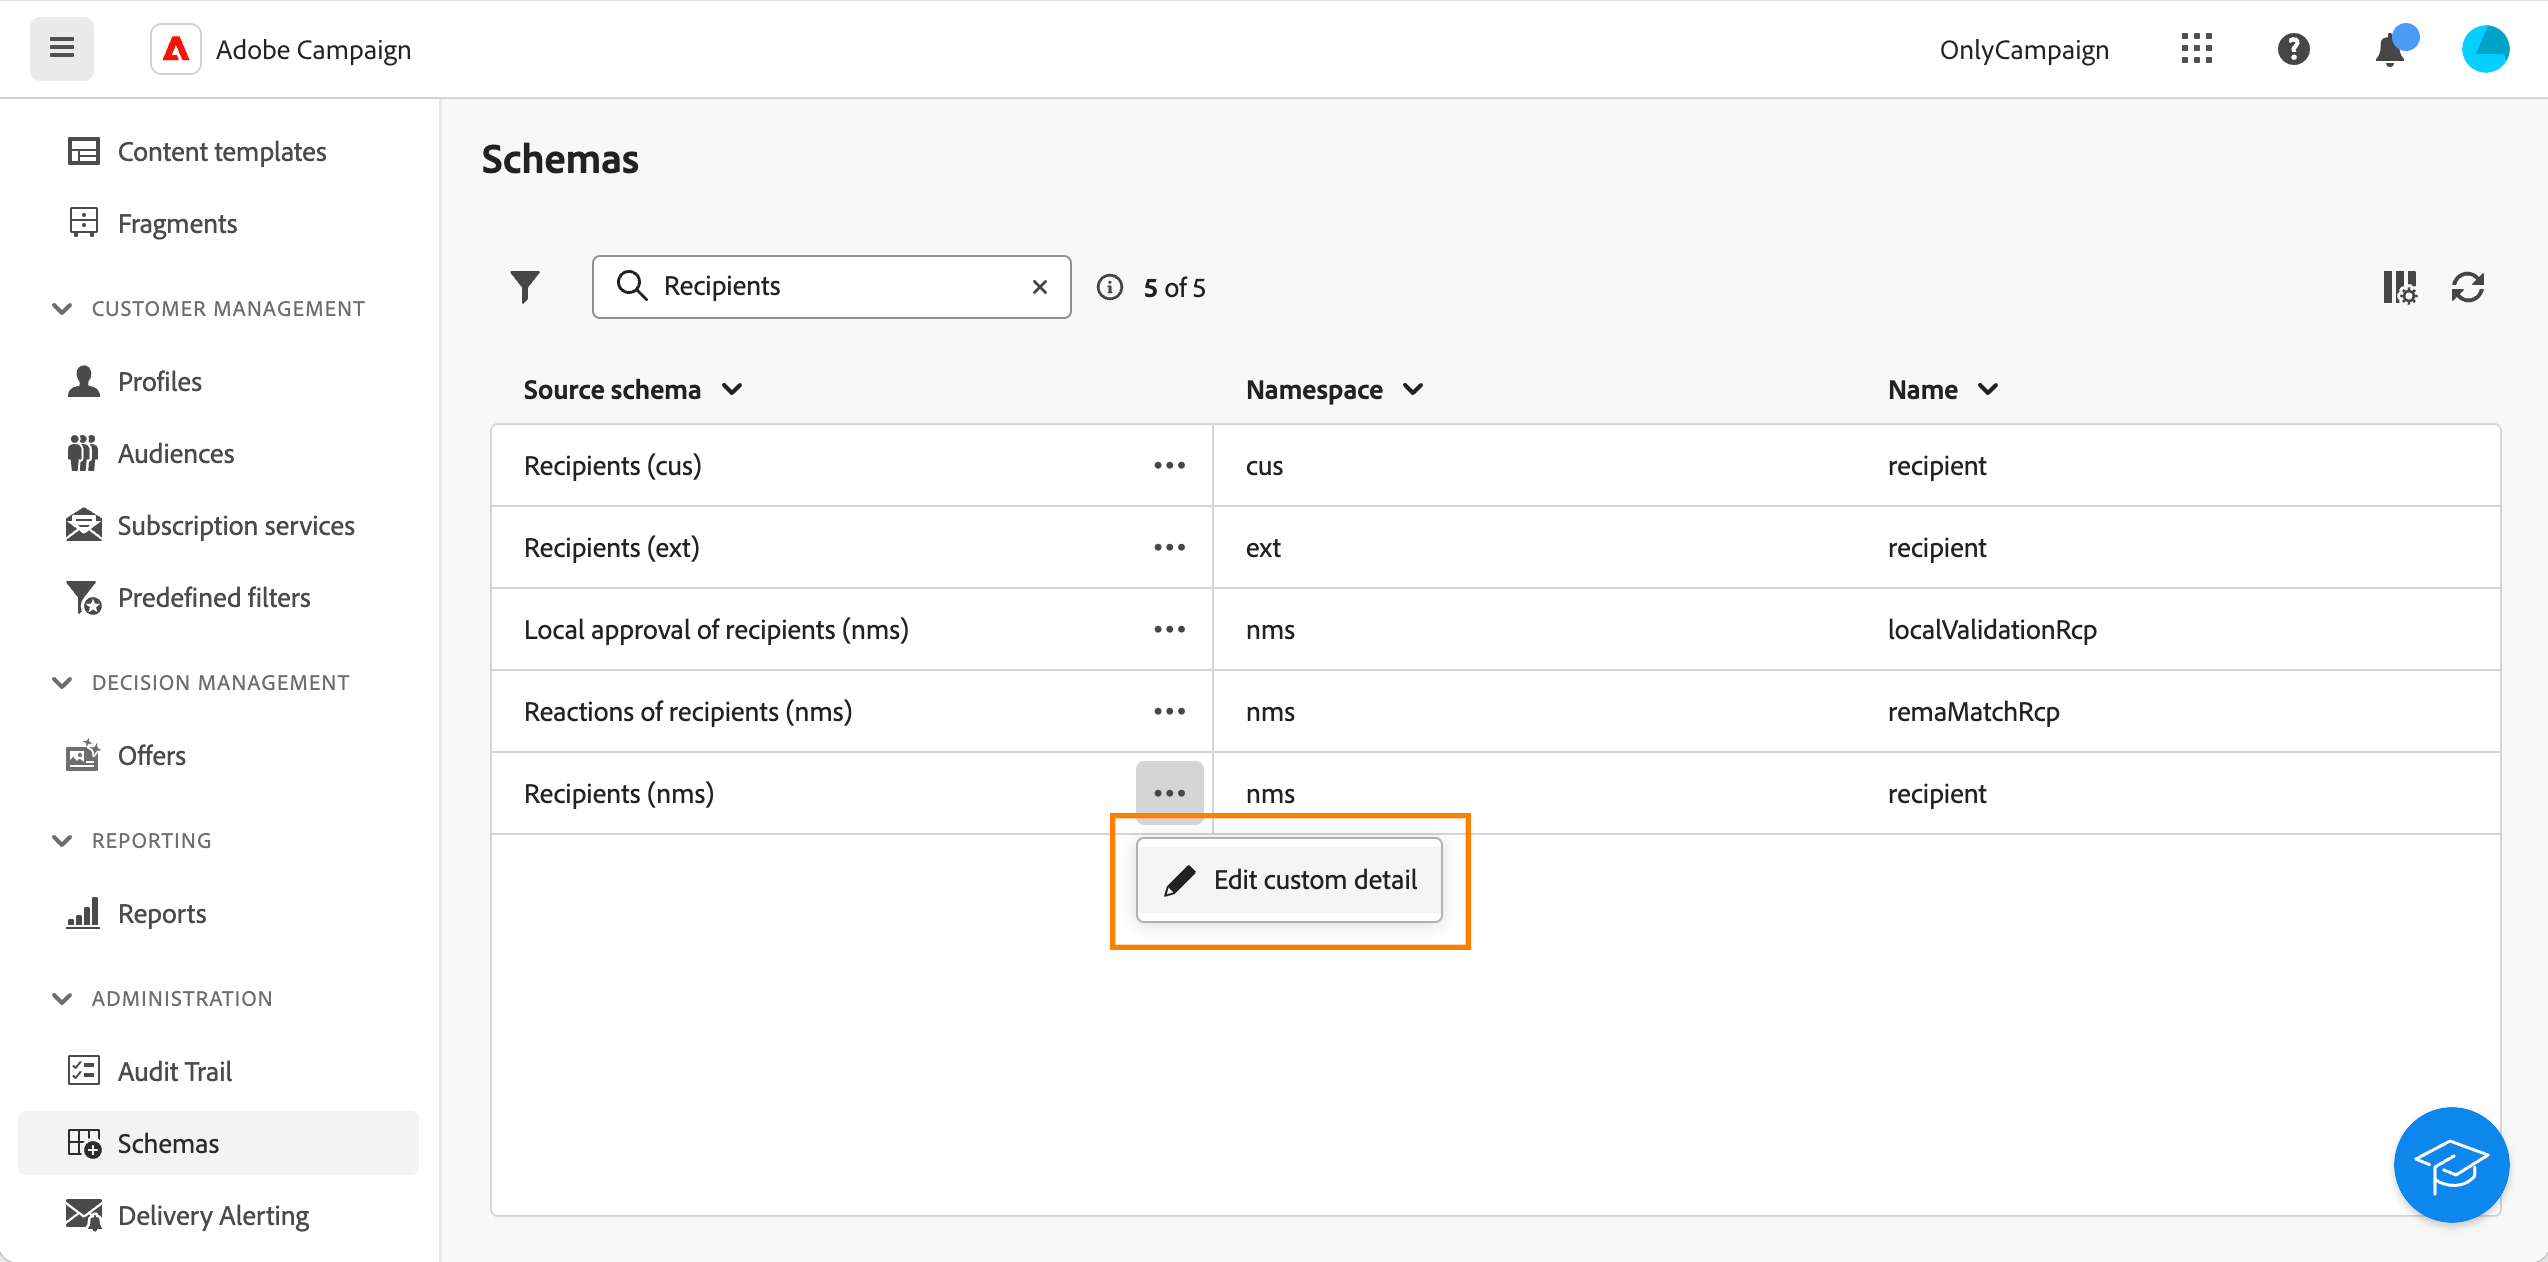 Adobe Campaign
OnlyCampaign
Content templates
Fragments
CUSTOMER MANAGEMENT
Profiles
Audiences
Subscription services
Predefined filters
DECISION MANAGEMENT
Offers
REPORTING
Reports
ADMINISTRATION
Audit Trail
Schemas
Delivery Alerting
Schemas
Recipients
5 of 5
Source schema Namespace Name
Recipients (cus) cus recipient
Recipients (ext) ext recipient
Local approval of recipients (nms) nms localValidationRcp
Reactions of recipients (nms) nms remaMatchRcp
Recipients (nms) nms recipient
Edit custom detail